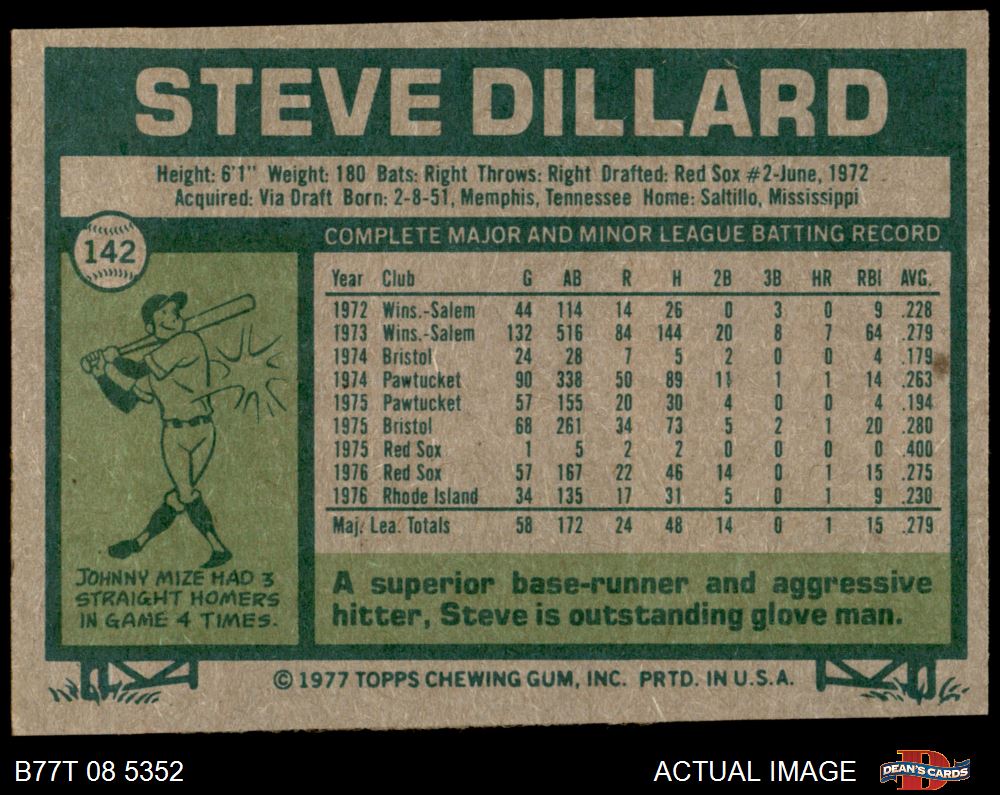 STEVE DILLARD
Height: 6'1" Weight: 180 Bats: Right Throws: Right Drafted: Red Sox #2-June, 1972
Acquired: Via Draft Born: 2-8-51, Memphis, Tennessee Home: Saltillo, Mississippi
142
COMPLETE MAJOR AND MINOR LEAGUE BATTING RECORD
Year Club G AB R H 2B 3B HR RBI AVG.
1972 Wins.-Salem 44 114 14 26 0 3 0 9 .228
1973 Wins.-Salem 132 516 84 144 20 8 7 64 .279
1974 Bristol 24 28 7 5 2 0 0 4 .179
1974 Pawtucket 90 338 50 89 11 1 1 14 .263
1975 Pawtucket 57 155 20 30 4 0 0 4 .194
1975 Bristol 68 261 34 73 5 2 1 20 .280
1975 Red Sox 1 5 2 2 0 0 0 0 .400
1976 Red Sox 57 167 22 46 14 0 1 15 .275
1976 Rhode Island 34 135 17 31 5 0 1 9 .230
Maj. Lea. Totals 58 172 24 48 14 0 1 15 .279
JOHNNY MIZE HAD 3
STRAIGHT HOMERS
IN GAME 4 TIMES.
A superior base-runner and aggressive
hitter, Steve is outstanding glove man.
© 1977 TOPPS CHEWING GUM, INC. PRTD. IN U.S.A.
B77T 08 5352
ACTUAL IMAGE
D
DEAN'S CARDS